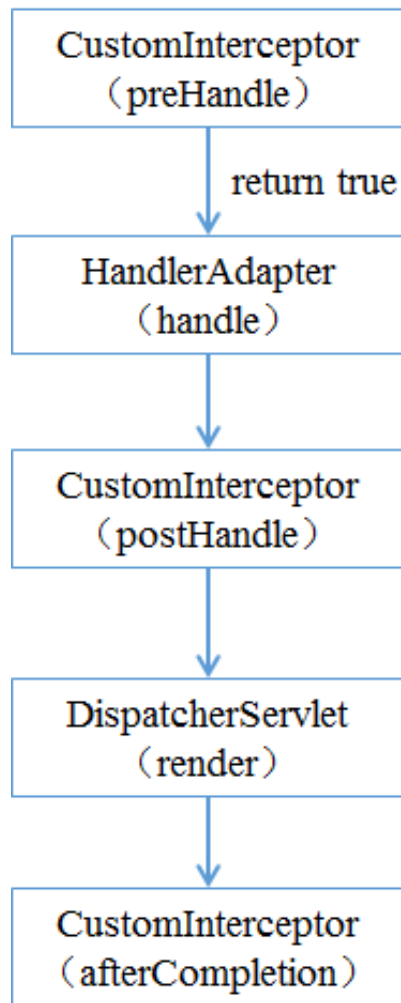 CustomInterceptor
（preHandle）
return true
HandlerAdapter
（handle）
CustomInterceptor
（postHandle）
DispatcherServlet
（render）
CustomInterceptor
（afterCompletion）